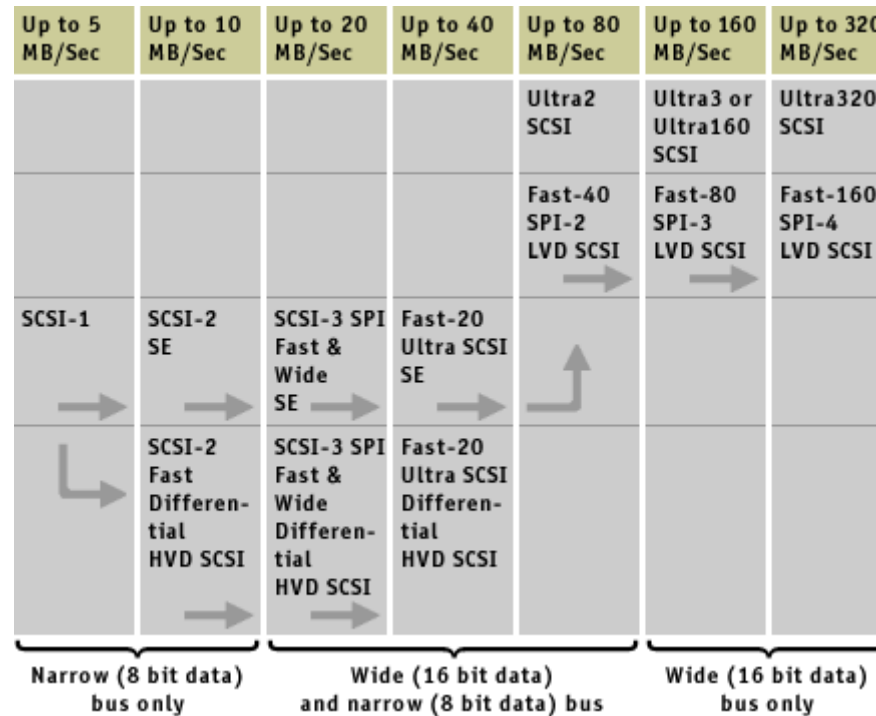 Up to 5
MB/Sec
Up to 10
MB/Sec
Up to 20
MB/Sec
Up to 40
MB/Sec
Up to 80
MB/Sec
Up to 160
MB/Sec
Up to 320
MB/Sec
Ultra2
SCSI
Ultra3 or
Ultra160
SCSI
Ultra320
SCSI
Fast-40
SPI-2
LVD SCSI
Fast-80
SPI-3
LVD SCSI
Fast-160
SPI-4
LVD SCSI
SCSI-1
SCSI-2
SE
SCSI-3 SPI
Fast &
Wide
SE
Fast-20
Ultra SCSI
SE
SCSI-2
Fast
Differen-
tial
HVD SCSI
SCSI-3 SPI
Fast &
Wide
Differen-
tial
HVD SCSI
Fast-20
Ultra SCSI
Differen-
tial
HVD SCSI
Narrow (8 bit data)
bus only
Wide (16 bit data)
and narrow (8 bit data) bus
Wide (16 bit data)
bus only